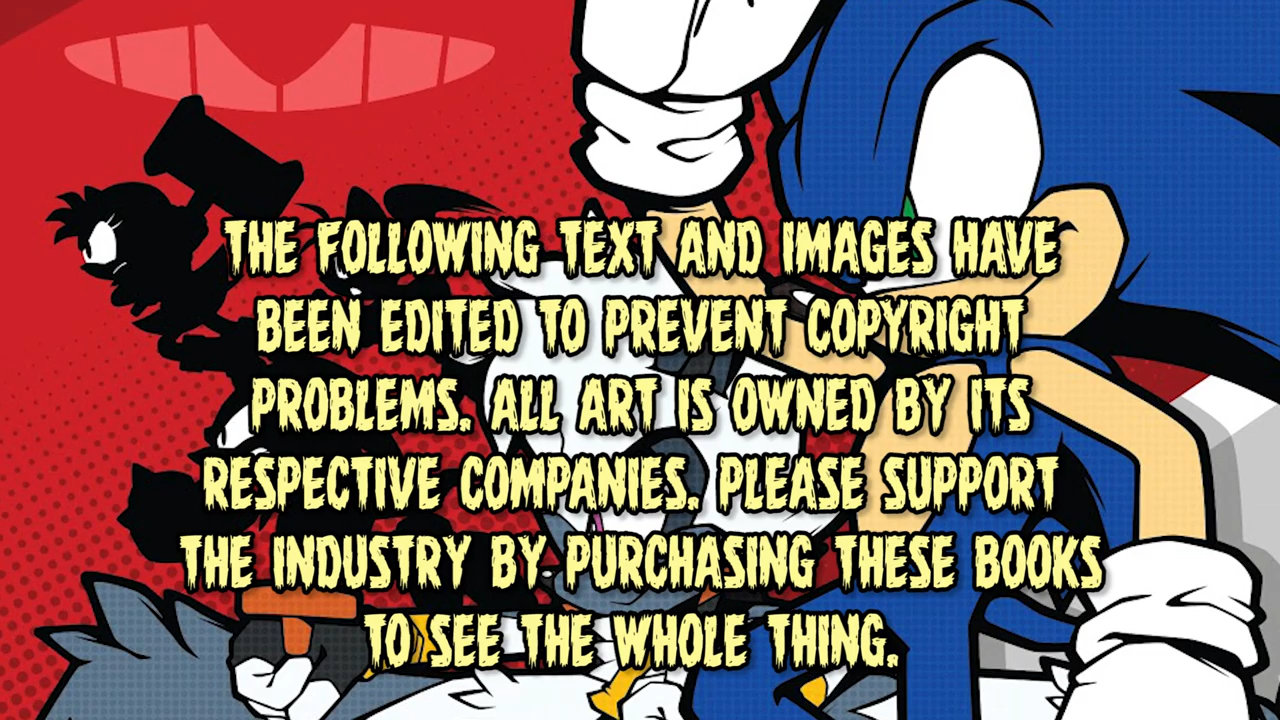 THE FOLLOWING TEXT AND IMAGES HAVE
BEEN EDITED TO PREVENT COPYRIGHT
PROBLEMS. ALL ART IS OWNED BY ITS
RESPECTIVE COMPANIES. PLEASE SUPPORT
THE INDUSTRY BY PURCHASING THESE BOOKS
TO SEE THE WHOLE THING.